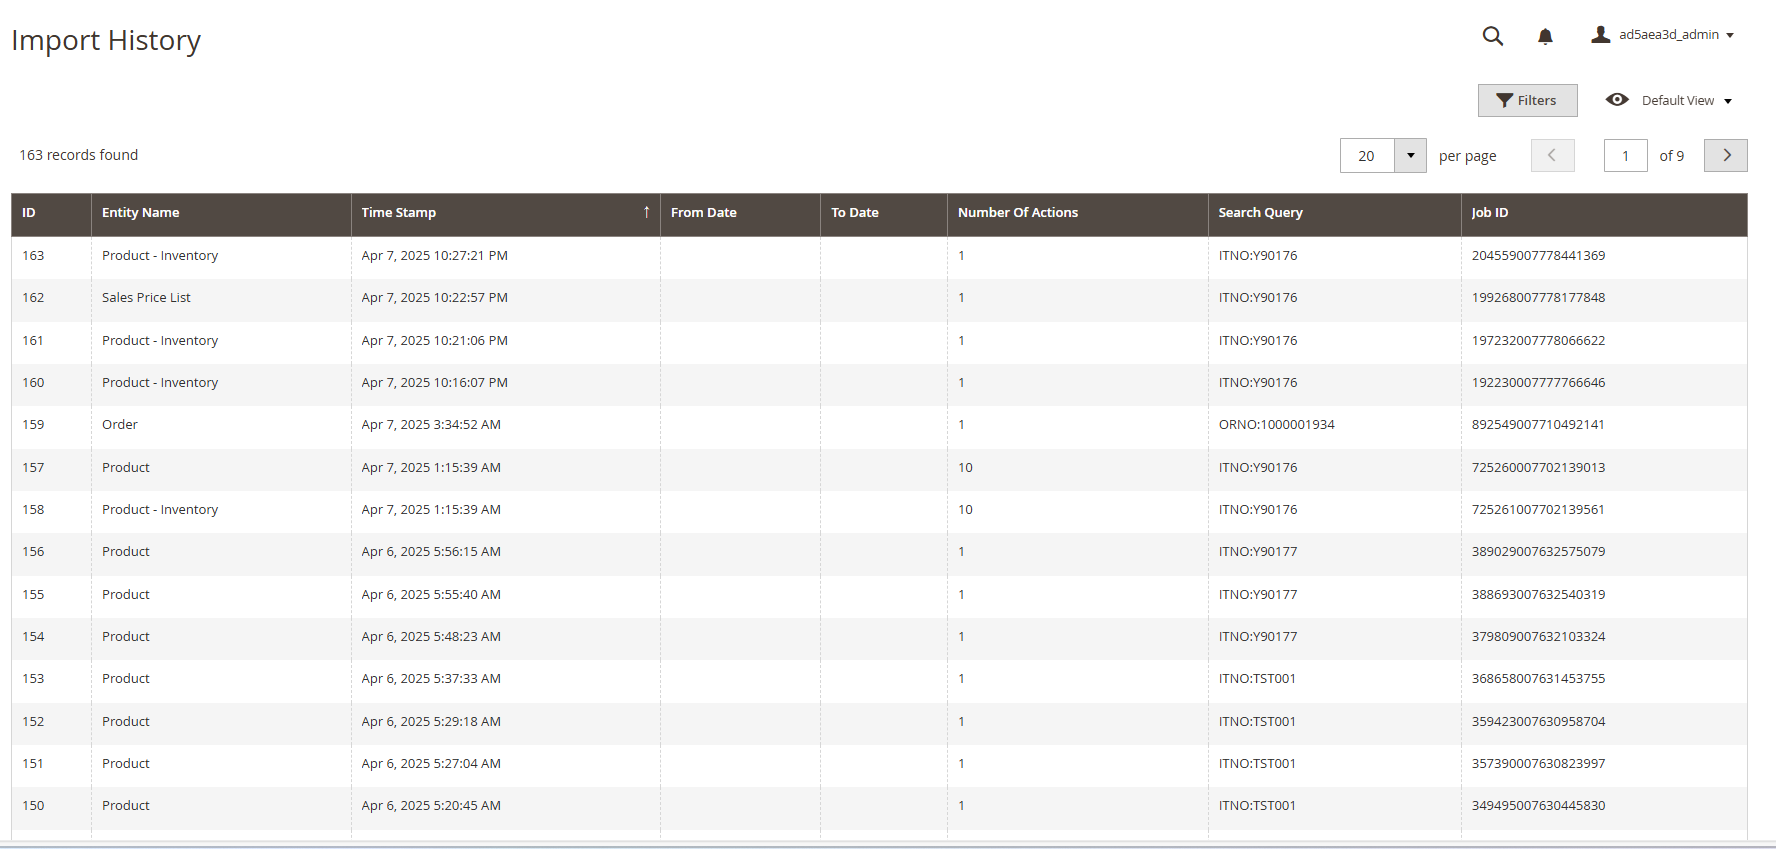 Import History
ad5aea3d_admin
Filters Default View
163 records found 20 per page 1 of 9
ID Entity Name Time Stamp ↑ From Date To Date Number Of Actions Search Query Job ID
163 Product - Inventory Apr 7, 2025 10:27:21 PM 1 ITNO:Y90176 204559007778441369
162 Sales Price List Apr 7, 2025 10:22:57 PM 1 ITNO:Y90176 199268007778177848
161 Product - Inventory Apr 7, 2025 10:21:06 PM 1 ITNO:Y90176 197232007778066622
160 Product - Inventory Apr 7, 2025 10:16:07 PM 1 ITNO:Y90176 192230007777766646
159 Order Apr 7, 2025 3:34:52 AM 1 ORNO:1000001934 892549007710492141
157 Product Apr 7, 2025 1:15:39 AM 10 ITNO:Y90176 725260007702139013
158 Product - Inventory Apr 7, 2025 1:15:39 AM 10 ITNO:Y90176 725261007702139561
156 Product Apr 6, 2025 5:56:15 AM 1 ITNO:Y90177 389029007632575079
155 Product Apr 6, 2025 5:55:40 AM 1 ITNO:Y90177 388693007632540319
154 Product Apr 6, 2025 5:48:23 AM 1 ITNO:Y90177 379809007632103324
153 Product Apr 6, 2025 5:37:33 AM 1 ITNO:TST001 368658007631453755
152 Product Apr 6, 2025 5:29:18 AM 1 ITNO:TST001 359423007630958704
151 Product Apr 6, 2025 5:27:04 AM 1 ITNO:TST001 357390007630823997
150 Product Apr 6, 2025 5:20:45 AM 1 ITNO:TST001 349495007630445830